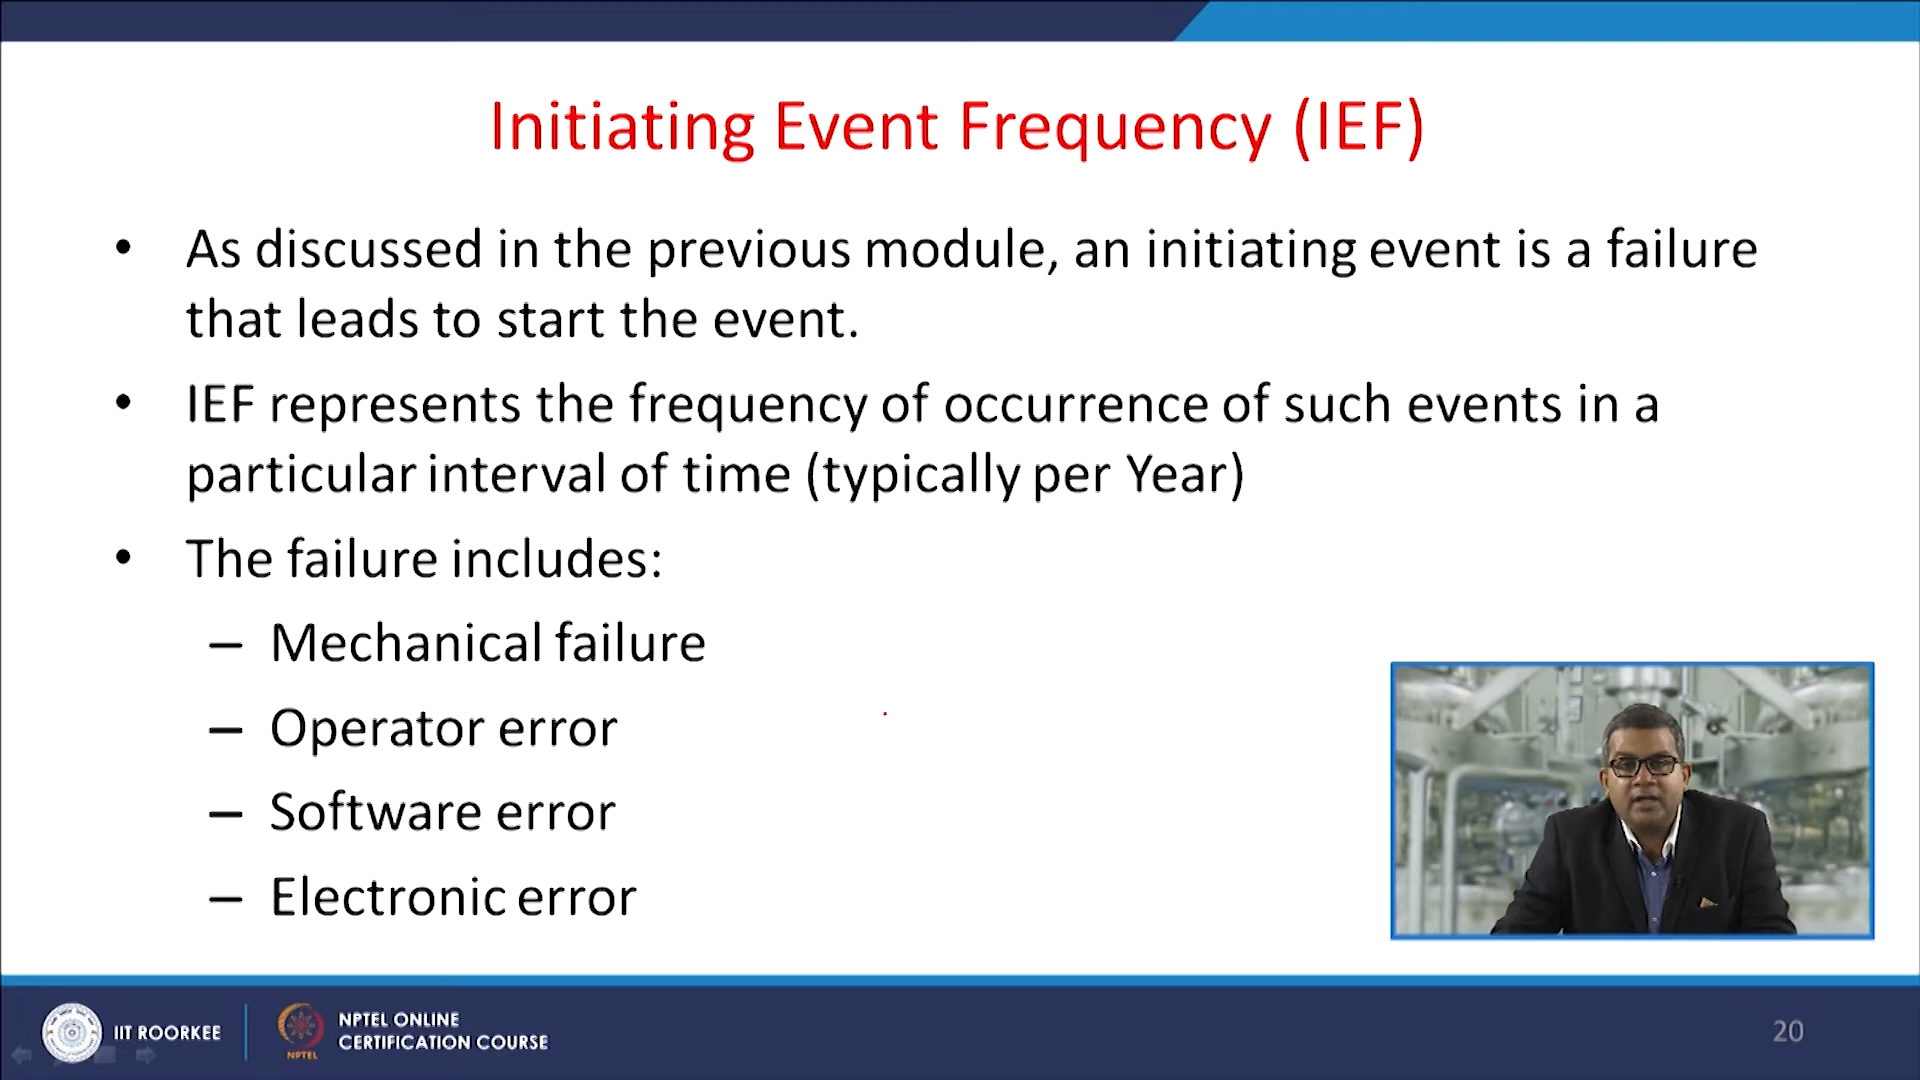 Initiating Event Frequency (IEF)
• As discussed in the previous module, an initiating event is a failure
that leads to start the event.
• IEF represents the frequency of occurrence of such events in a
particular interval of time (typically per Year)
• The failure includes:
– Mechanical failure
– Operator error
– Software error
– Electronic error
IIT ROORKEE
NPTEL
NPTEL ONLINE
CERTIFICATION COURSE
20